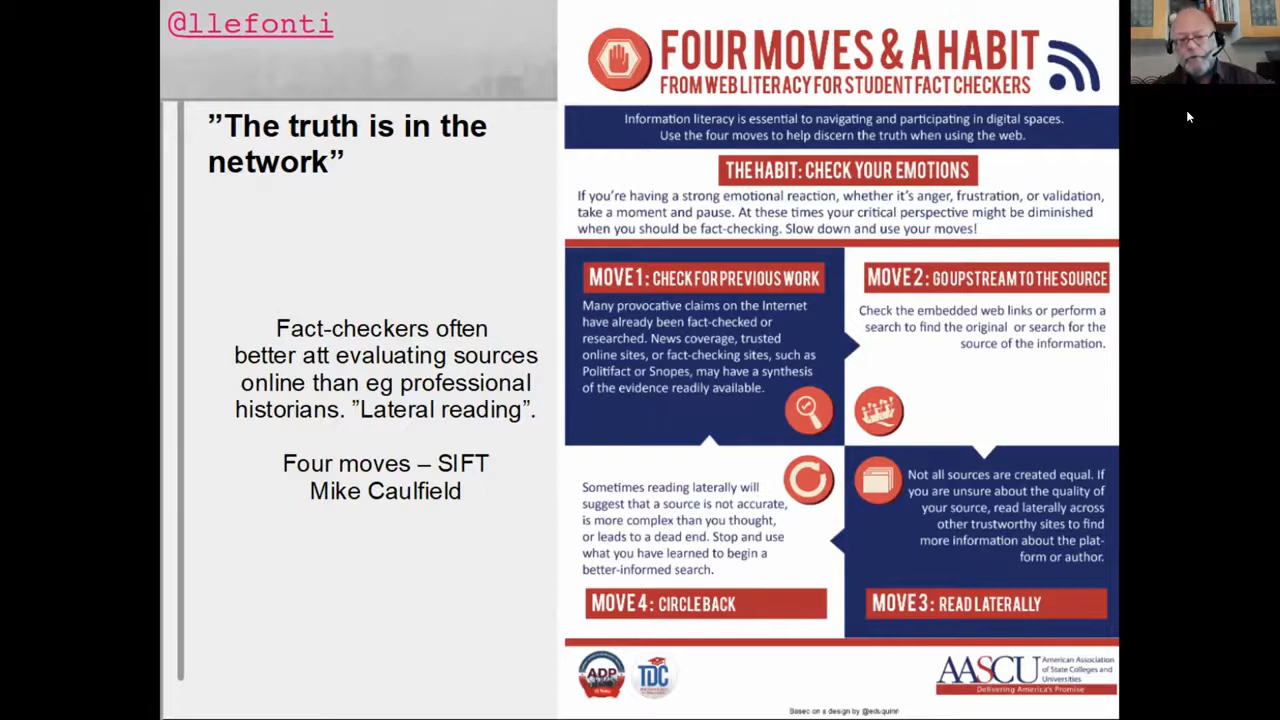 @llefonti
”The truth is in the
network”
Fact-checkers often
better att evaluating sources
online than eg professional
historians. ”Lateral reading”.
Four moves – SIFT
Mike Caulfield
FOUR MOVES & A HABIT
FROM WEB LITERACY FOR STUDENT FACT CHECKERS
Information literacy is essential to navigating and participating in digital spaces.
Use the four moves to help discern the truth when using the web.
THE HABIT: CHECK YOUR EMOTIONS
If you're having a strong emotional reaction, whether it's anger, frustration, or validation,
take a moment and pause. At these times your critical perspective might be diminished
when you should be fact-checking. Slow down and use your moves!
MOVE 1: CHECK FOR PREVIOUS WORK
Many provocative claims on the Internet
have already been fact-checked or
researched. News coverage, trusted
online sites, or fact-checking sites, such as
Politifact or Snopes, may have a synthesis
of the evidence readily available.
MOVE 2: GO UPSTREAM TO THE SOURCE
Check the embedded web links or perform a
search to find the original or search for the
source of the information.
Not all sources are created equal. If
you are unsure about the quality of
your source, read laterally across
other trustworthy sites to find
more information about the plat-
form or author.
MOVE 3: READ LATERALLY
Sometimes reading laterally will
suggest that a source is not accurate,
is more complex than you thought,
or leads to a dead end. Stop and use
what you have learned to begin a
better-informed search.
MOVE 4: CIRCLE BACK
ADP
TDC
AASCU
American Association
of State Colleges and
Universities
Delivering America's Promise
Based on a design by @edsquinn